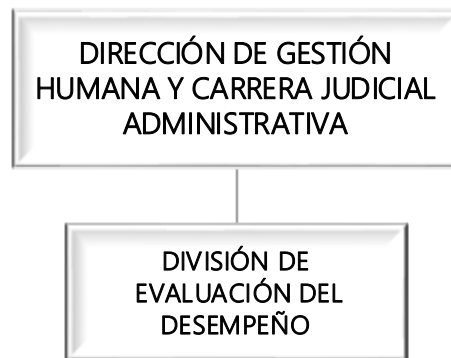 DIRECCIÓN DE GESTIÓN
HUMANA Y CARRERA JUDICIAL
ADMINISTRATIVA
DIVISIÓN DE
EVALUACIÓN DEL
DESEMPEÑO